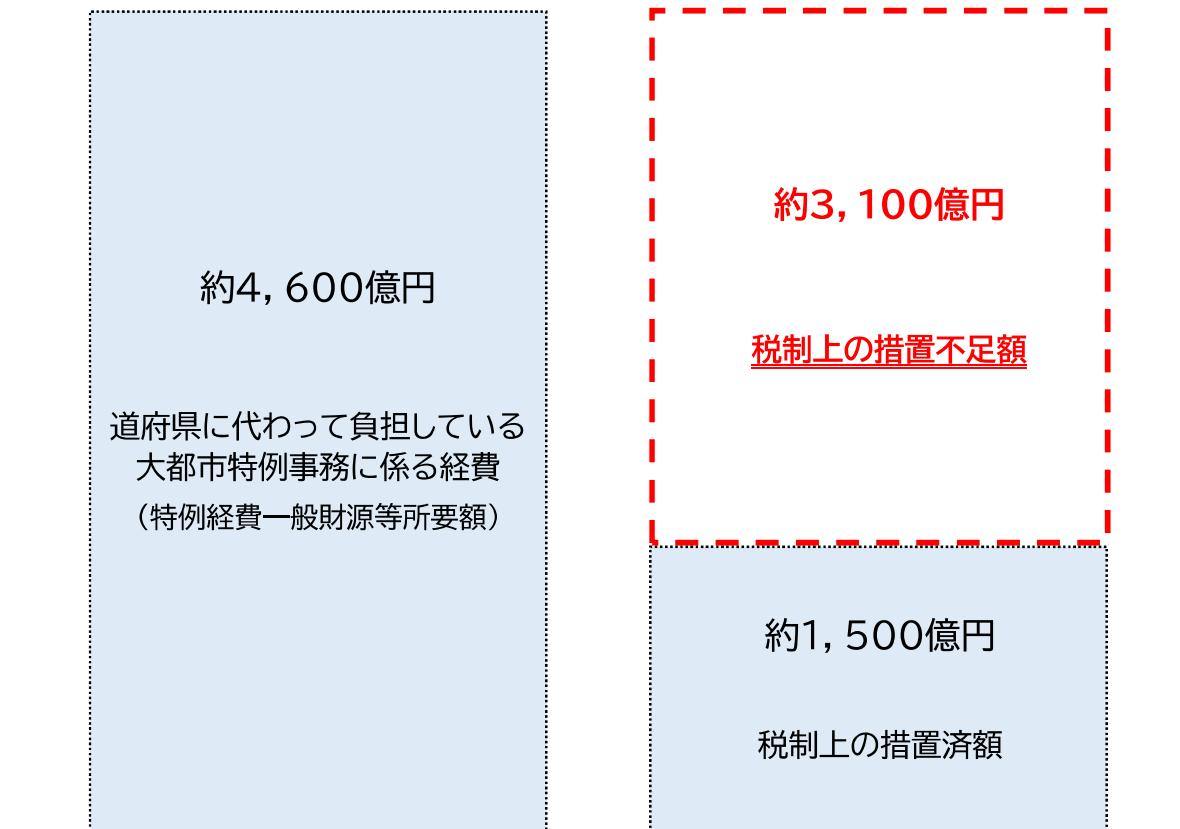 約4，600億円
道府県に代わって負担している
大都市特例事務に係る経費
（特例経費一般財源等所要額）
約3，100億円
税制上の措置不足額
約1，500億円
税制上の措置済額